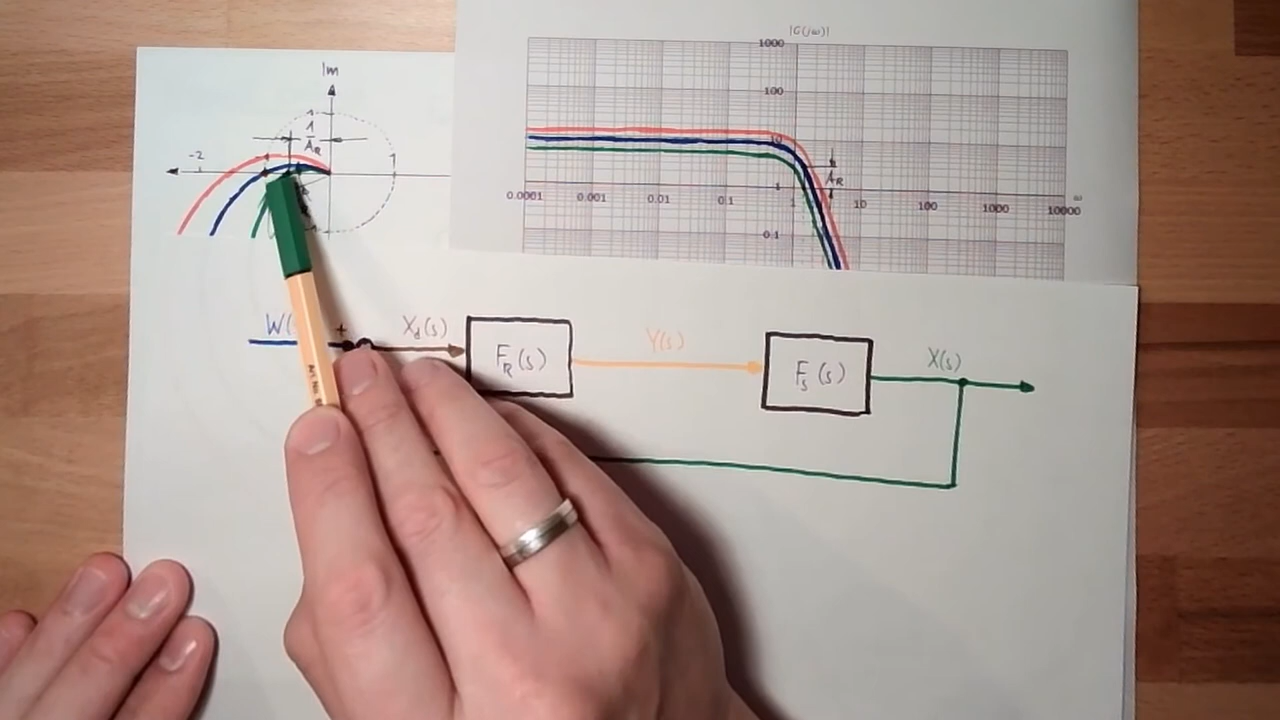 Im
1
1
A_R
-2
|G(jω)|
1000
100
10
A_R
1
0.0001 0.001 0.01 0.1 1 10 100 1000 10000 ω
0.1
W(
+
X_d(s)
F_R(s)
Y(s)
F_S(s)
X(s)